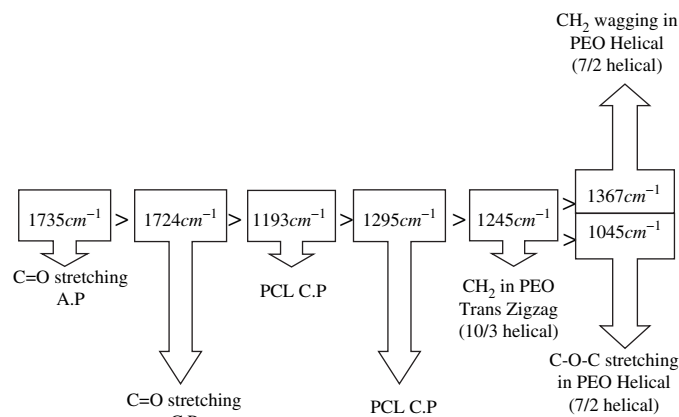 CH₂ wagging in
PEO Helical
(7/2 helical)
1735cm⁻¹ > 1724cm⁻¹ > 1193cm⁻¹ > 1295cm⁻¹ > 1245cm⁻¹ > 1367cm⁻¹
> 1045cm⁻¹
C=O stretching
A.P
PCL C.P
CH₂ in PEO
Trans Zigzag
(10/3 helical)
C-O-C stretching
in PEO Helical
(7/2 helical)
C=O stretching
PCL C.P